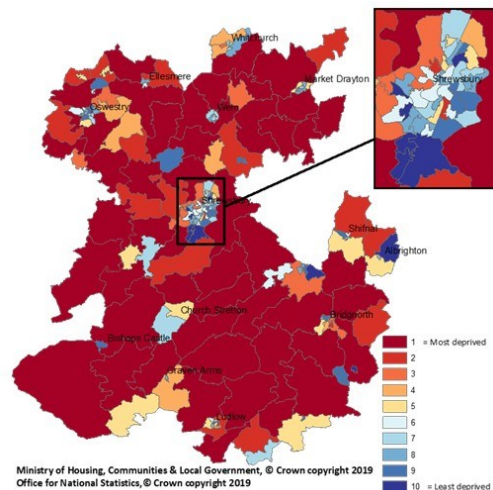 Whitchurch
Ellesmere
Market Drayton
Oswestry
Wem
Shrewsbury
Shrewsbury
Shifnal
Albrighton
Church Stretton
Bridgnorth
Bishops Castle
Craven Arms
Ludlow
1 = Most deprived
2
3
4
5
6
7
8
9
10 = Least deprived
Ministry of Housing, Communities & Local Government, © Crown copyright 2019
Office for National Statistics,© Crown copyright 2019